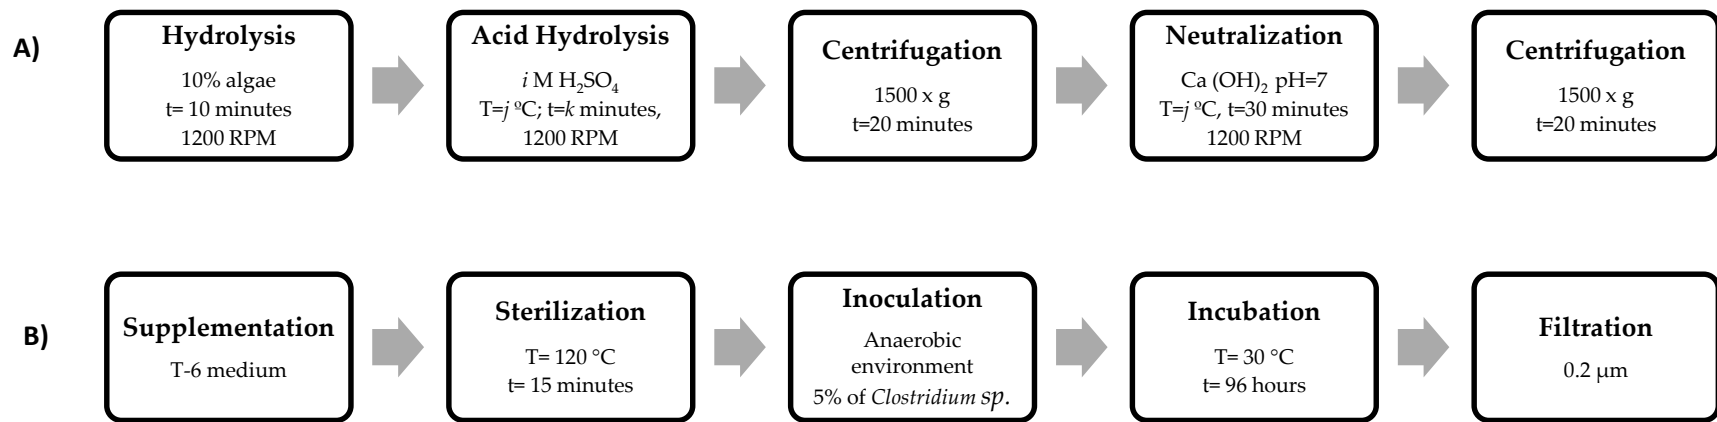 A)
Hydrolysis
10% algae
t= 10 minutes
1200 RPM
Acid Hydrolysis
i M H₂SO₄
T=j ºC; t=k minutes,
1200 RPM
Centrifugation
1500 x g
t=20 minutes
Neutralization
Ca (OH)₂ pH=7
T=j ºC, t=30 minutes
1200 RPM
Centrifugation
1500 x g
t=20 minutes
B)
Supplementation
T-6 medium
Sterilization
T= 120 °C
t= 15 minutes
Inoculation
Anaerobic
environment
5% of Clostridium sp.
Incubation
T= 30 °C
t= 96 hours
Filtration
0.2 µm